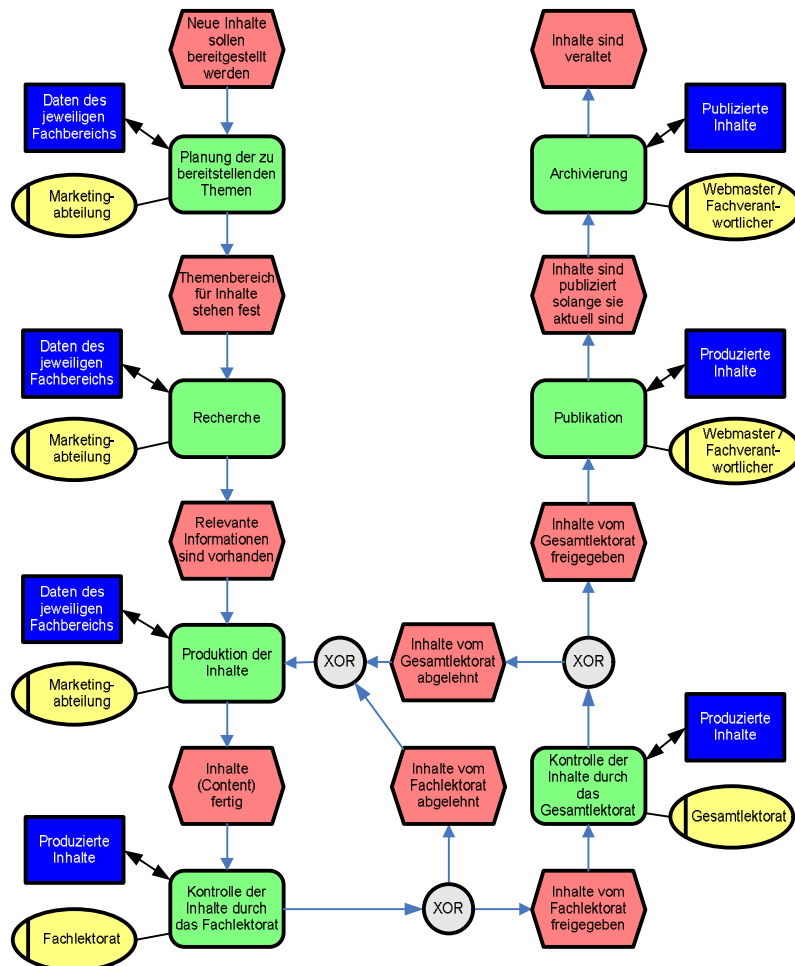 Neue Inhalte
sollen
bereitgestellt
werden
Daten des
jeweiligen
Fachbereichs
Planung der zu
bereitstellenden
Themen
Marketing-
abteilung
Themenbereich
für Inhalte
stehen fest
Daten des
jeweiligen
Fachbereichs
Recherche
Marketing-
abteilung
Relevante
Informationen
sind vorhanden
Daten des
jeweiligen
Fachbereichs
Produktion der
Inhalte
Marketing-
abteilung
Inhalte
(Content)
fertig
Produzierte
Inhalte
Kontrolle der
Inhalte durch
das Fachlektorat
Fachlektorat
XOR
Inhalte vom
Fachlektorat
abgelehnt
XOR
Inhalte vom
Gesamtlektorat
abgelehnt
Inhalte vom
Fachlektorat
freigegeben
Kontrolle der
Inhalte durch
das
Gesamtlektorat
Produzierte
Inhalte
Gesamtlektorat
XOR
Inhalte vom
Gesamtlektorat
freigegeben
Publikation
Produzierte
Inhalte
Webmaster /
Fachverant-
wortlicher
Inhalte sind
publiziert
solange sie
aktuell sind
Archivierung
Publizierte
Inhalte
Webmaster /
Fachverant-
wortlicher
Inhalte sind
veraltet